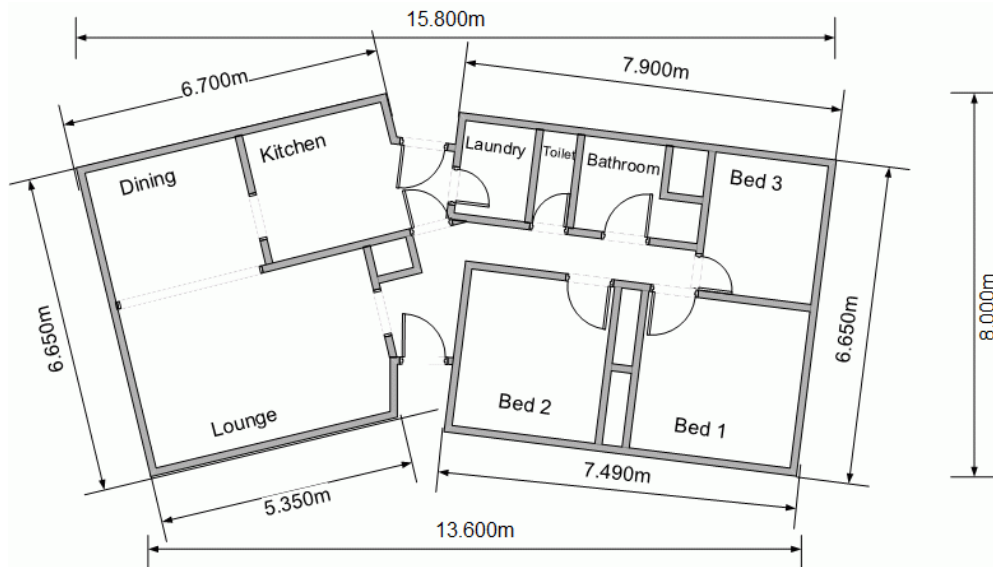 15.800m
6.700m
7.900m
Dining
Kitchen
Laundry
Toilet
Bathroom
Bed 3
6.650m
6.650m
8.000m
Lounge
Bed 2
Bed 1
5.350m
7.490m
13.600m